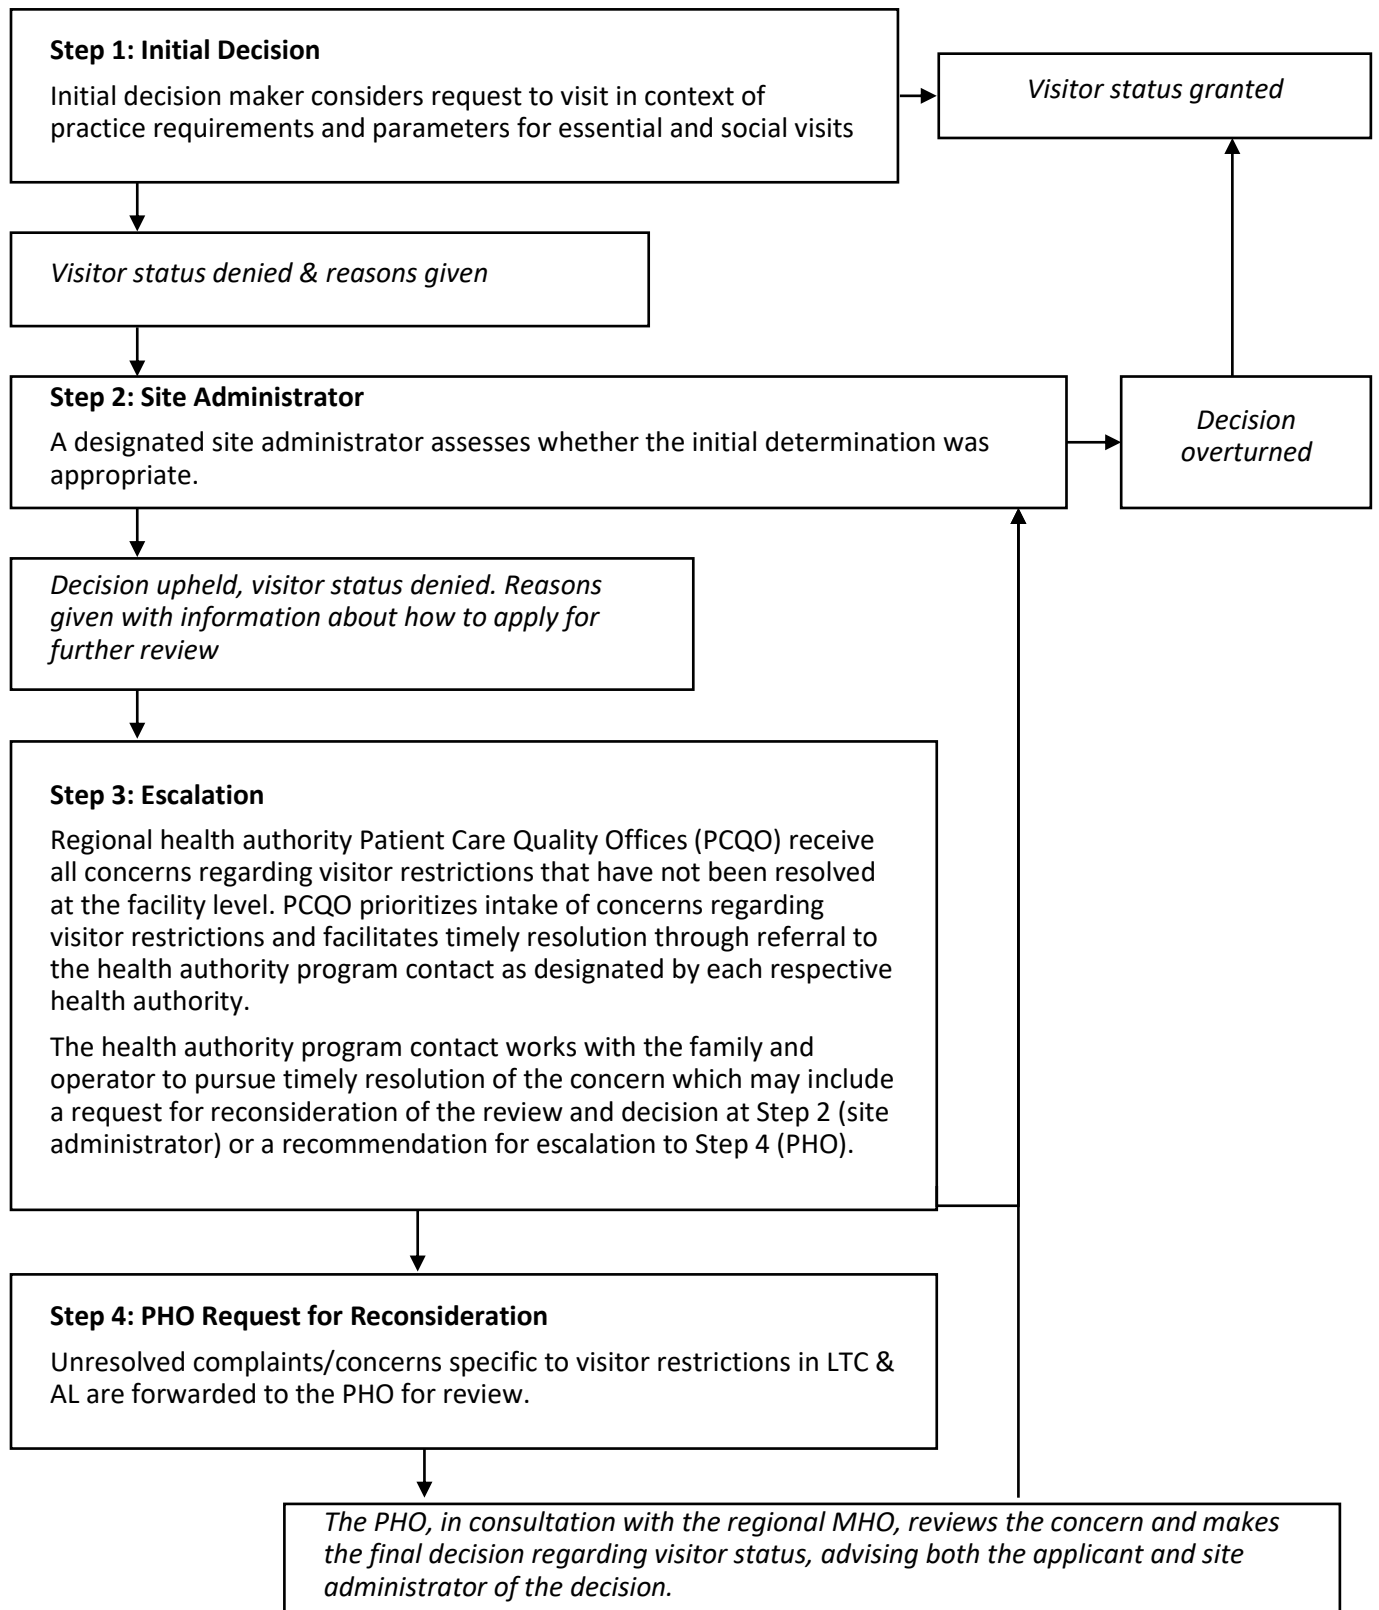 Step 1: Initial Decision
Initial decision maker considers request to visit in context of
practice requirements and parameters for essential and social visits
Visitor status granted
Visitor status denied & reasons given
Step 2: Site Administrator
A designated site administrator assesses whether the initial determination was
appropriate.
Decision
overturned
Decision upheld, visitor status denied. Reasons
given with information about how to apply for
further review
Step 3: Escalation
Regional health authority Patient Care Quality Offices (PCQO) receive
all concerns regarding visitor restrictions that have not been resolved
at the facility level. PCQO prioritizes intake of concerns regarding
visitor restrictions and facilitates timely resolution through referral to
the health authority program contact as designated by each respective
health authority.
The health authority program contact works with the family and
operator to pursue timely resolution of the concern which may include
a request for reconsideration of the review and decision at Step 2 (site
administrator) or a recommendation for escalation to Step 4 (PHO).
Step 4: PHO Request for Reconsideration
Unresolved complaints/concerns specific to visitor restrictions in LTC &
AL are forwarded to the PHO for review.
The PHO, in consultation with the regional MHO, reviews the concern and makes
the final decision regarding visitor status, advising both the applicant and site
administrator of the decision.